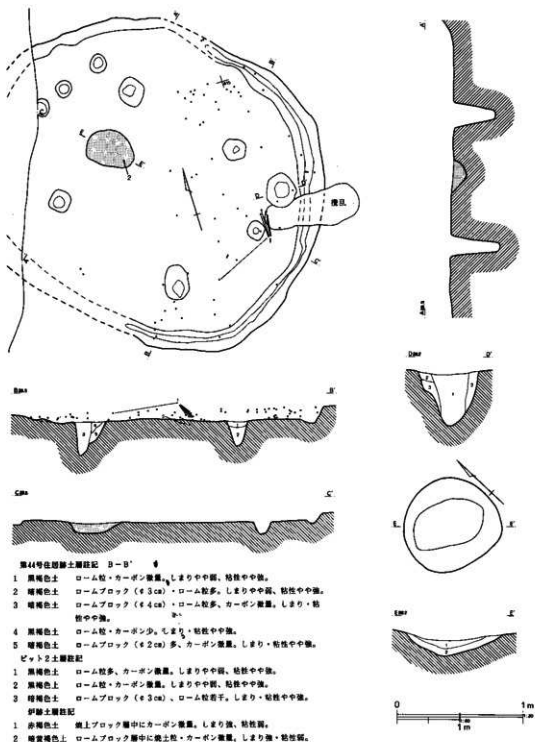 2
攪乱
B'
C'
D'
E'
第44号住居跡土層註記 B-B'
1 黒褐色土 ローム粒・カーボン微量。しまりやや弱、粘性やや強。
2 暗褐色土 ロームブロック（φ3cm）・ローム粒多。しまりやや弱、粘性やや強。
3 暗褐色土 ロームブロック（φ4cm）・ローム粒多、カーボン微量。しまり・粘
性やや強。
4 黒褐色土 ローム粒・カーボン少。しまり・粘性やや強。
5 暗褐色土 ロームブロック（φ2cm）多、カーボン微量。しまり・粘性やや強。
ピット2土層註記
1 黒褐色土 ローム粒多、カーボン微量。しまりやや弱、粘性やや強。
2 黒褐色土 ローム粒・カーボン微量。しまりやや弱、粘性やや強。
3 暗褐色土 ロームブロック（φ3cm）、ローム粒若干。しまり・粘性やや強。
炉跡土層註記
1 赤褐色土 焼土ブロック層中にカーボン微量。しまり強、粘性弱。
2 暗黄褐色土 ロームブロック層中に焼土粒・カーボン微量。しまり強・粘性弱。
0 1m
1m